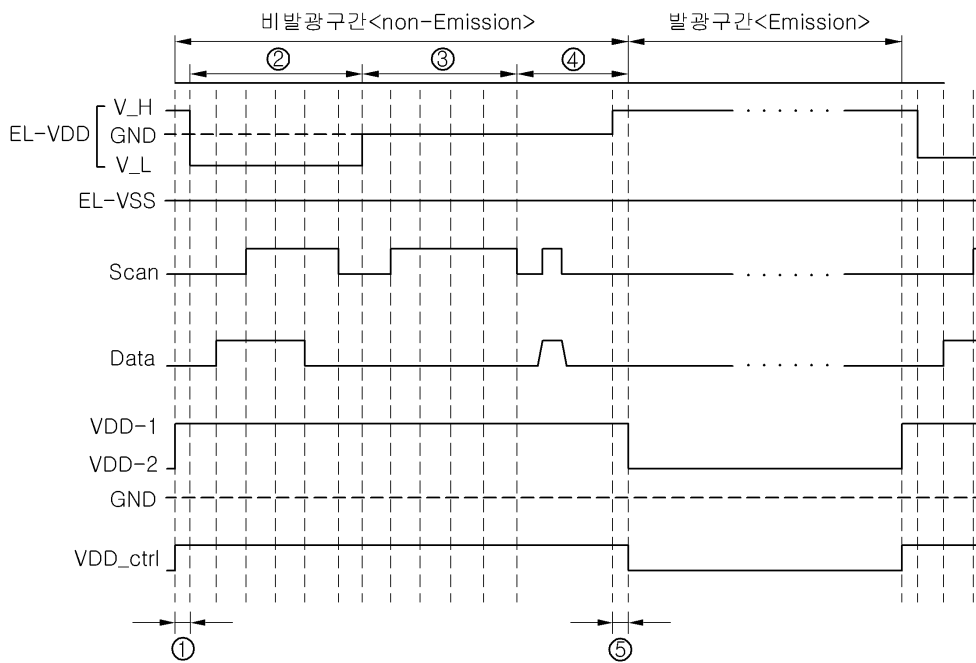 비발광구간<non-Emission>
발광구간<Emission>
② ③ ④
V_H
EL-VDD GND
V_L
EL-VSS
Scan
Data
VDD-1
VDD-2
GND
VDD_ctrl
① ⑤